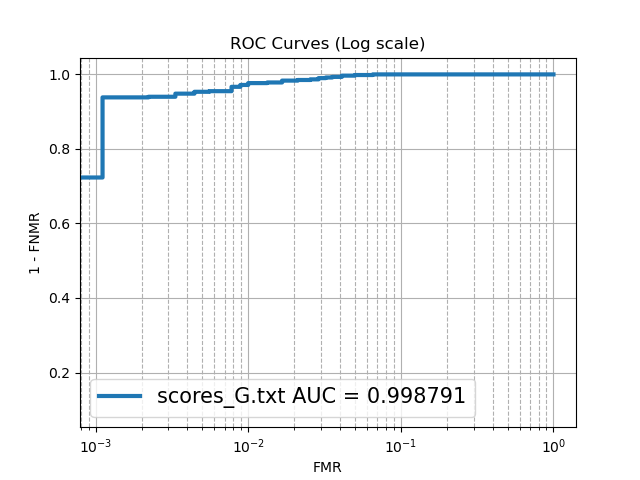 ROC Curves (Log scale)
1.0
0.8
0.6
0.4
0.2
1 - FNMR
scores_G.txt AUC = 0.998791
10⁻³
10⁻²
10⁻¹
10⁰
FMR